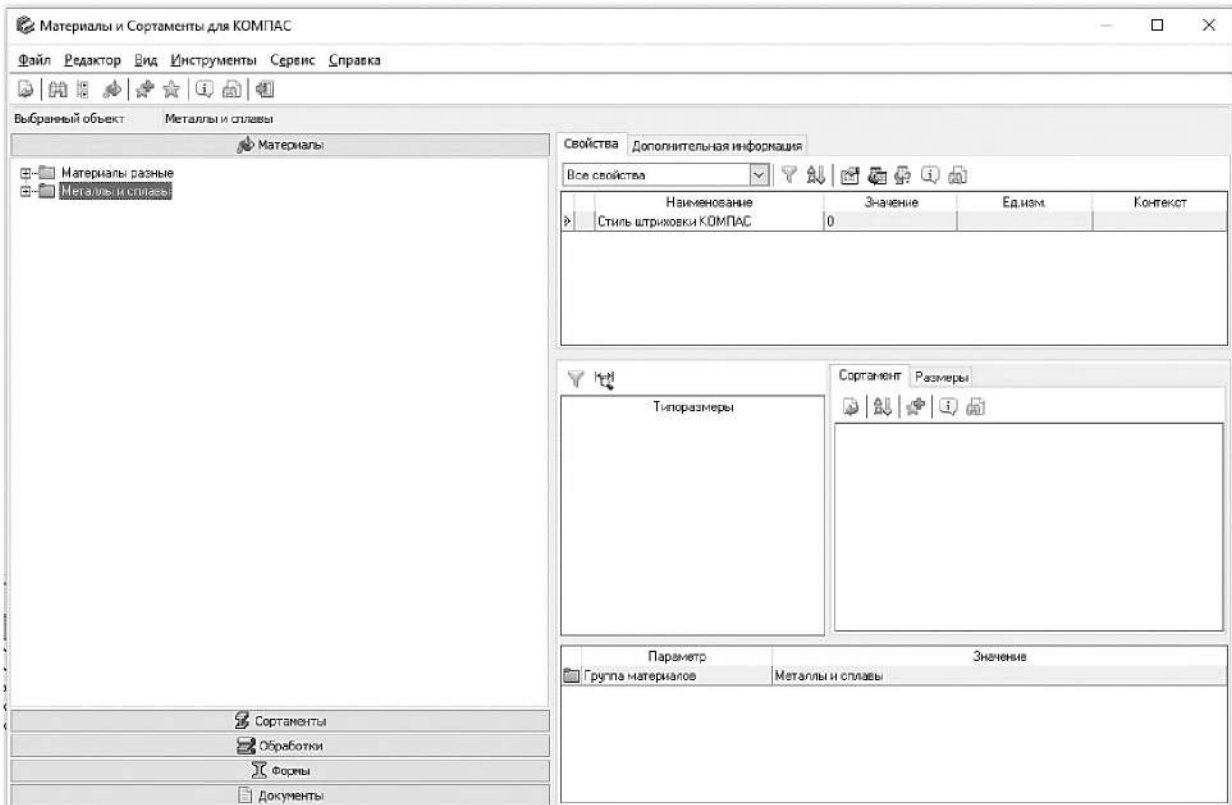 Материалы и Сортаменты для КОМПАС
Файл Редактор Вид Инструменты Сервис Справка
Выбранный объект Металлы и сплавы
Материалы
Материалы разные
Металлы и сплавы
Сортаменты
Обработки
Формы
Документы
Свойства Дополнительная информация
Все свойства
Наименование Значение Ед.изм. Контекст
Стиль штриховки КОМПАС 0
Типоразмеры
Сортамент Размеры
Параметр Значение
Группа материалов Металлы и сплавы